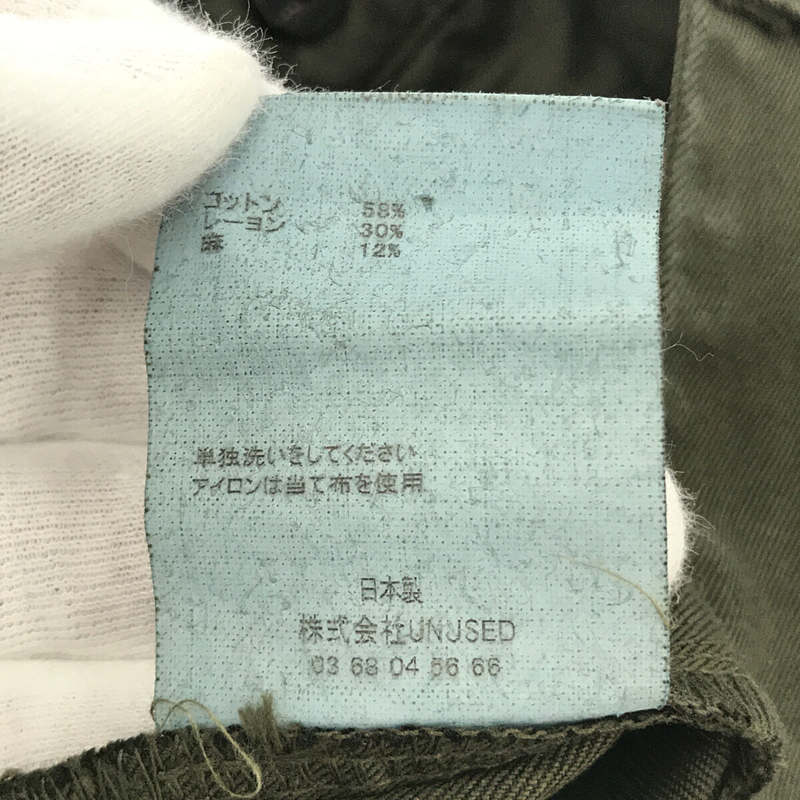 コットン 58%
レーヨン 30%
麻 12%
単独洗いをしてください
アイロンは当て布を使用
日本製
株式会社UNUSED
03 68 04 56 66